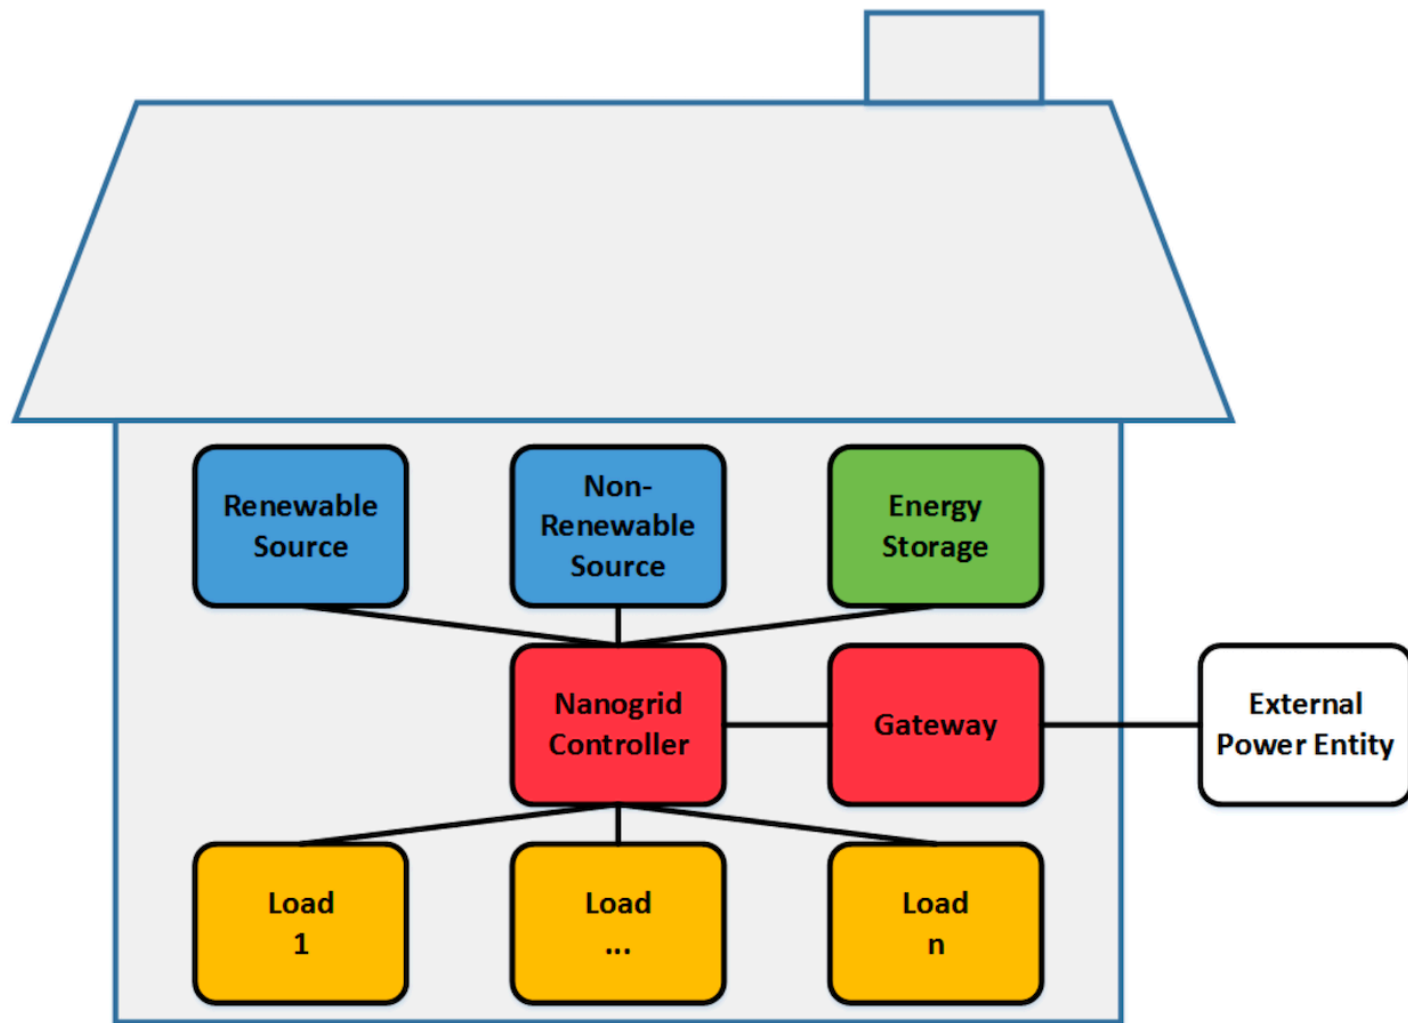 Renewable
Source
Non-
Renewable
Source
Energy
Storage
Nanogrid
Controller
Gateway
External
Power Entity
Load
1
Load
...
Load
n